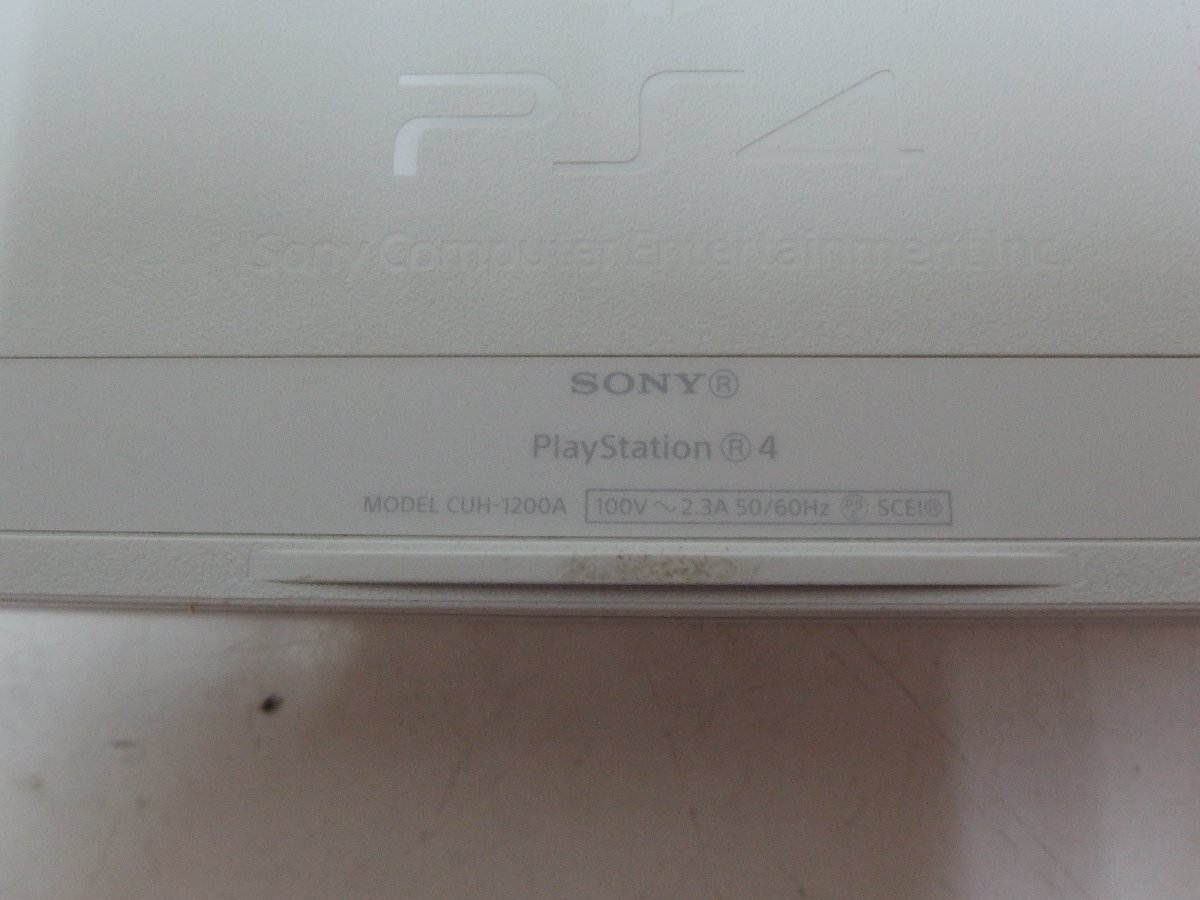 PS4
Sony Computer Entertainment Inc.
SONY®
PlayStation®4
MODEL CUH-1200A 100V ~ 2.3A 50/60Hz SCEI®